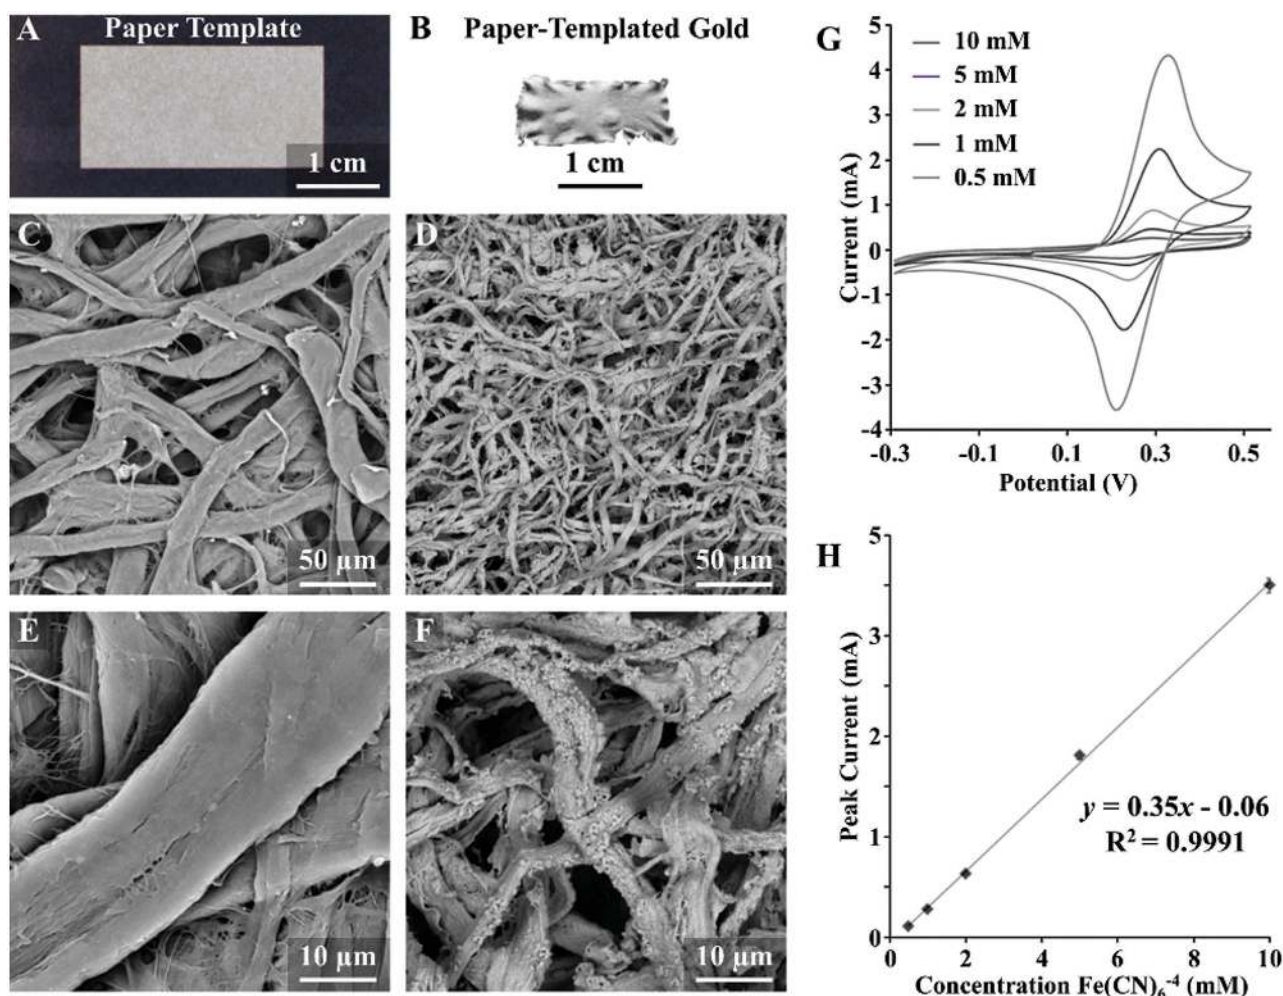 A
Paper Template
1 cm
B
Paper-Templated Gold
1 cm
C
50 µm
D
50 µm
E
10 µm
F
10 µm
G
10 mM
5 mM
2 mM
1 mM
0.5 mM
Current (mA)
5
4
3
2
1
0
-1
-2
-3
-4
-0.3 -0.1 0.1 0.3 0.5
Potential (V)
H
Peak Current (mA)
5
3
2
1
0
y = 0.35x - 0.06
R² = 0.9991
0 2 4 6 8 10
Concentration Fe(CN)₆⁻⁴ (mM)